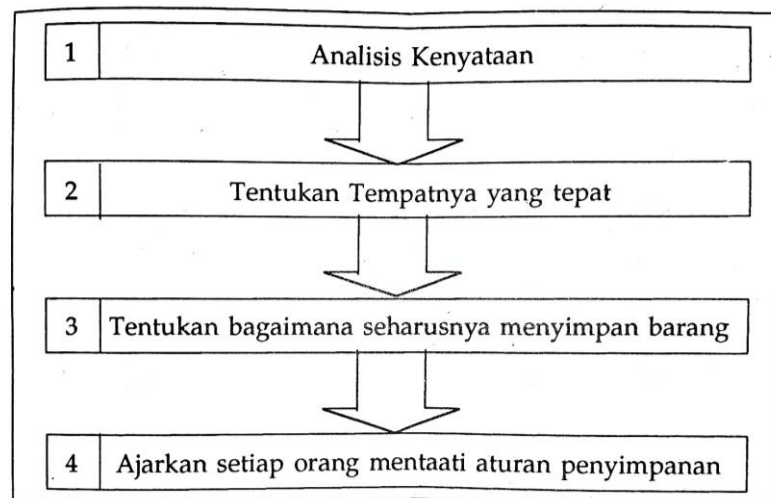 1 Analisis Kenyataan
2 Tentukan Tempatnya yang tepat
3 Tentukan bagaimana seharusnya menyimpan barang
4 Ajarkan setiap orang mentaati aturan penyimpanan